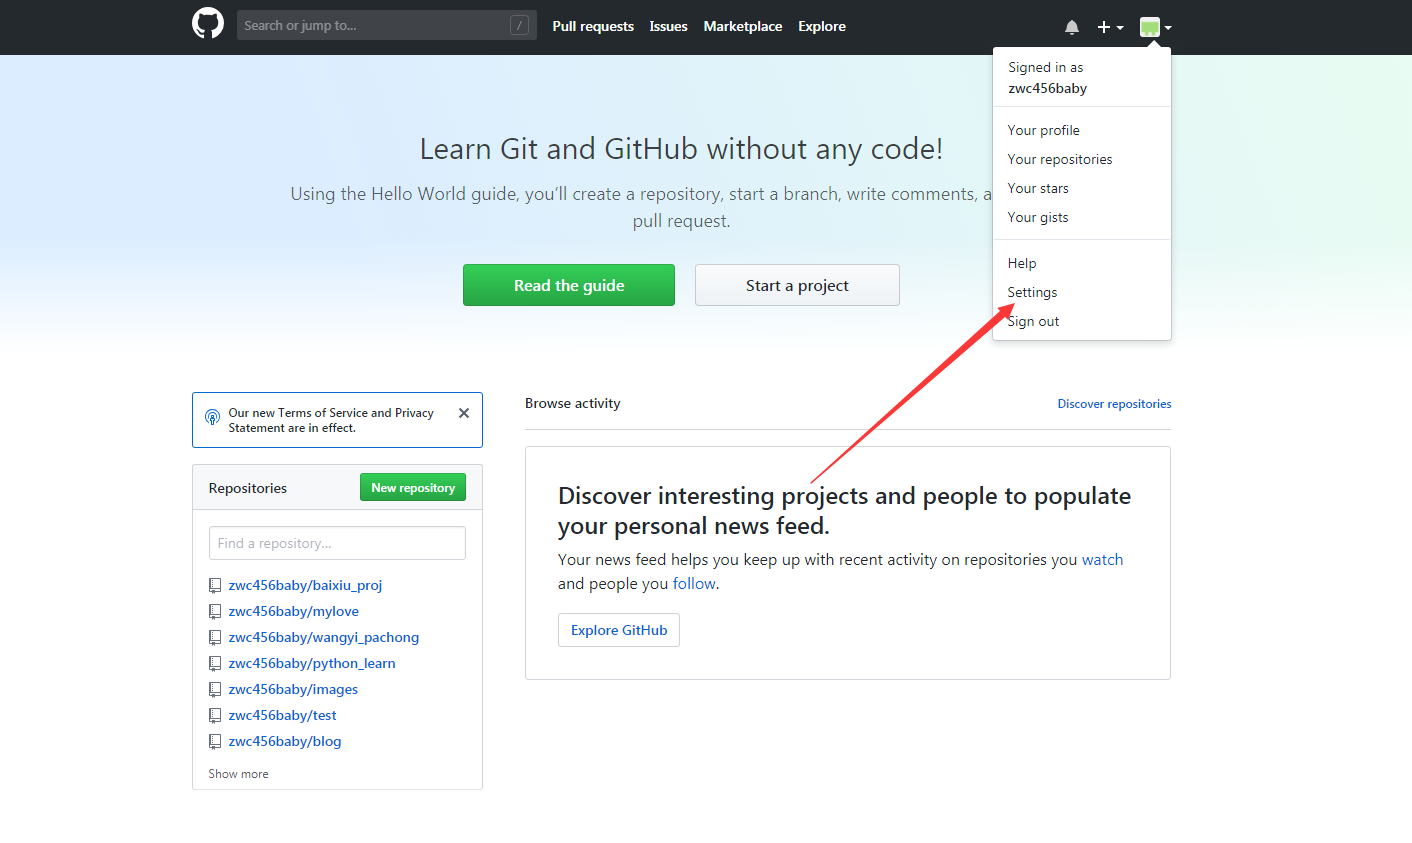 Search or jump to...
/
Pull requests
Issues
Marketplace
Explore
Signed in as
zwc456baby
Your profile
Your repositories
Your stars
Your gists
Help
Settings
Sign out
Learn Git and GitHub without any code!
Using the Hello World guide, you’ll create a repository, start a branch, write comments, a
pull request.
Read the guide
Start a project
Our new Terms of Service and Privacy
Statement are in effect.
Repositories
New repository
Find a repository...
zwc456baby/baixiu_proj
zwc456baby/mylove
zwc456baby/wangyi_pachong
zwc456baby/python_learn
zwc456baby/images
zwc456baby/test
zwc456baby/blog
Show more
Browse activity
Discover repositories
Discover interesting projects and people to populate
your personal news feed.
Your news feed helps you keep up with recent activity on repositories you watch
and people you follow.
Explore GitHub